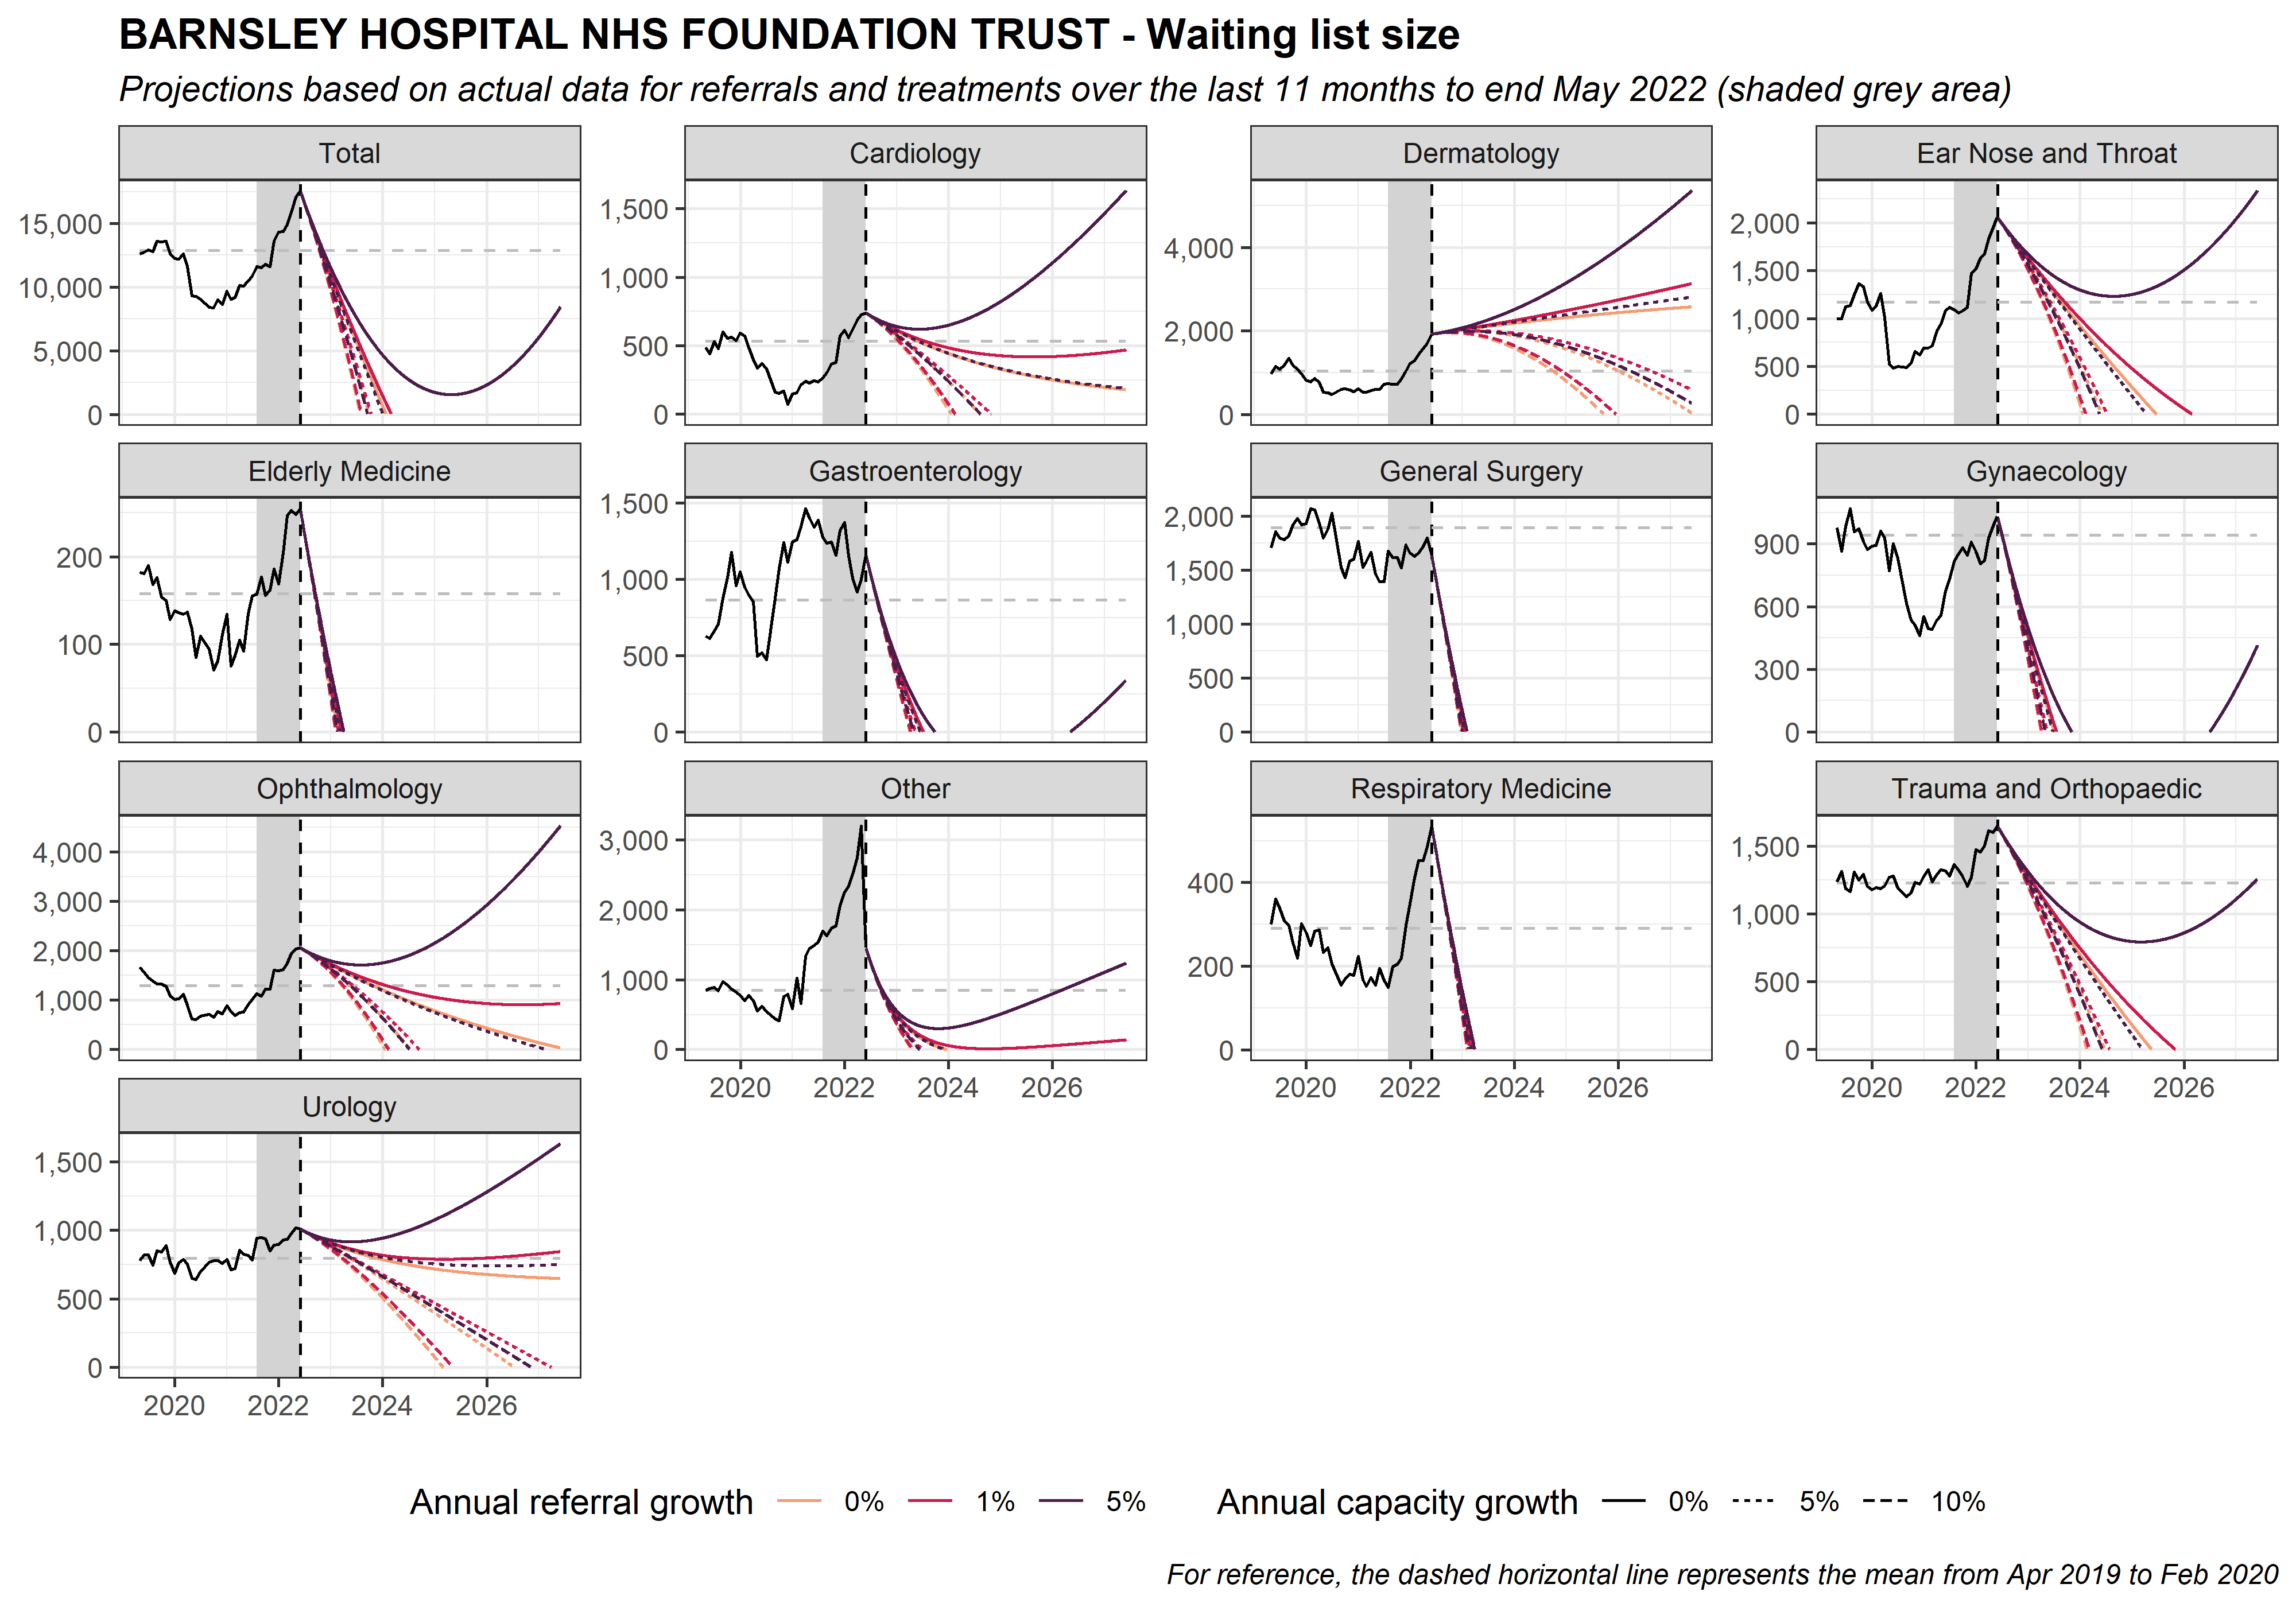 BARNSLEY HOSPITAL NHS FOUNDATION TRUST - Waiting list size
Projections based on actual data for referrals and treatments over the last 11 months to end May 2022 (shaded grey area)
Total
15,000
10,000
5,000
0
Cardiology
1,500
1,000
500
0
Dermatology
4,000
2,000
0
Ear Nose and Throat
2,000
1,500
1,000
500
0
Elderly Medicine
200
100
0
Gastroenterology
1,500
1,000
500
0
General Surgery
2,000
1,500
1,000
500
0
Gynaecology
900
600
300
0
Ophthalmology
4,000
3,000
2,000
1,000
0
Other
3,000
2,000
1,000
0
2020 2022 2024 2026
Respiratory Medicine
400
200
0
2020 2022 2024 2026
Trauma and Orthopaedic
1,500
1,000
500
0
2020 2022 2024 2026
Urology
1,500
1,000
500
0
2020 2022 2024 2026
Annual referral growth 0% 1% 5%
Annual capacity growth 0% 5% 10%
For reference, the dashed horizontal line represents the mean from Apr 2019 to Feb 2020